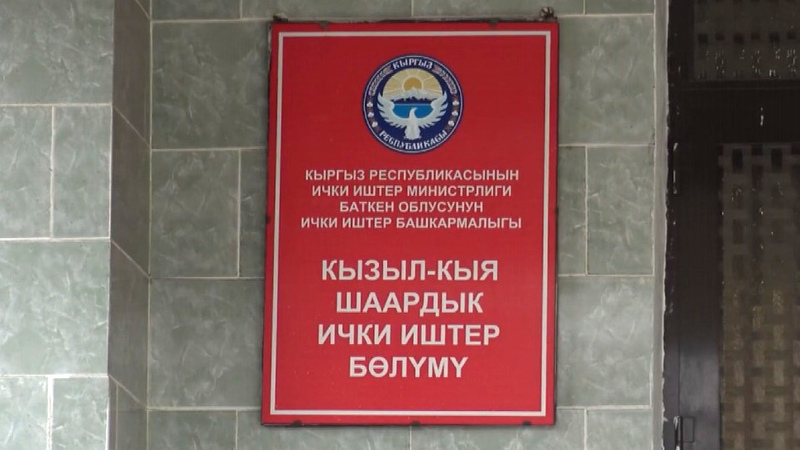 КЫРГЫЗ
РЕСПУБЛИКАСЫ
КЫРГЫЗ РЕСПУБЛИКАСЫНЫН
ИЧКИ ИШТЕР МИНИСТРЛИГИ
БАТКЕН ОБЛУСУНУН
ИЧКИ ИШТЕР БАШКАРМАЛЫГЫ
КЫЗЫЛ-КЫЯ
ШААРДЫК
ИЧКИ ИШТЕР
БӨЛҮМҮ